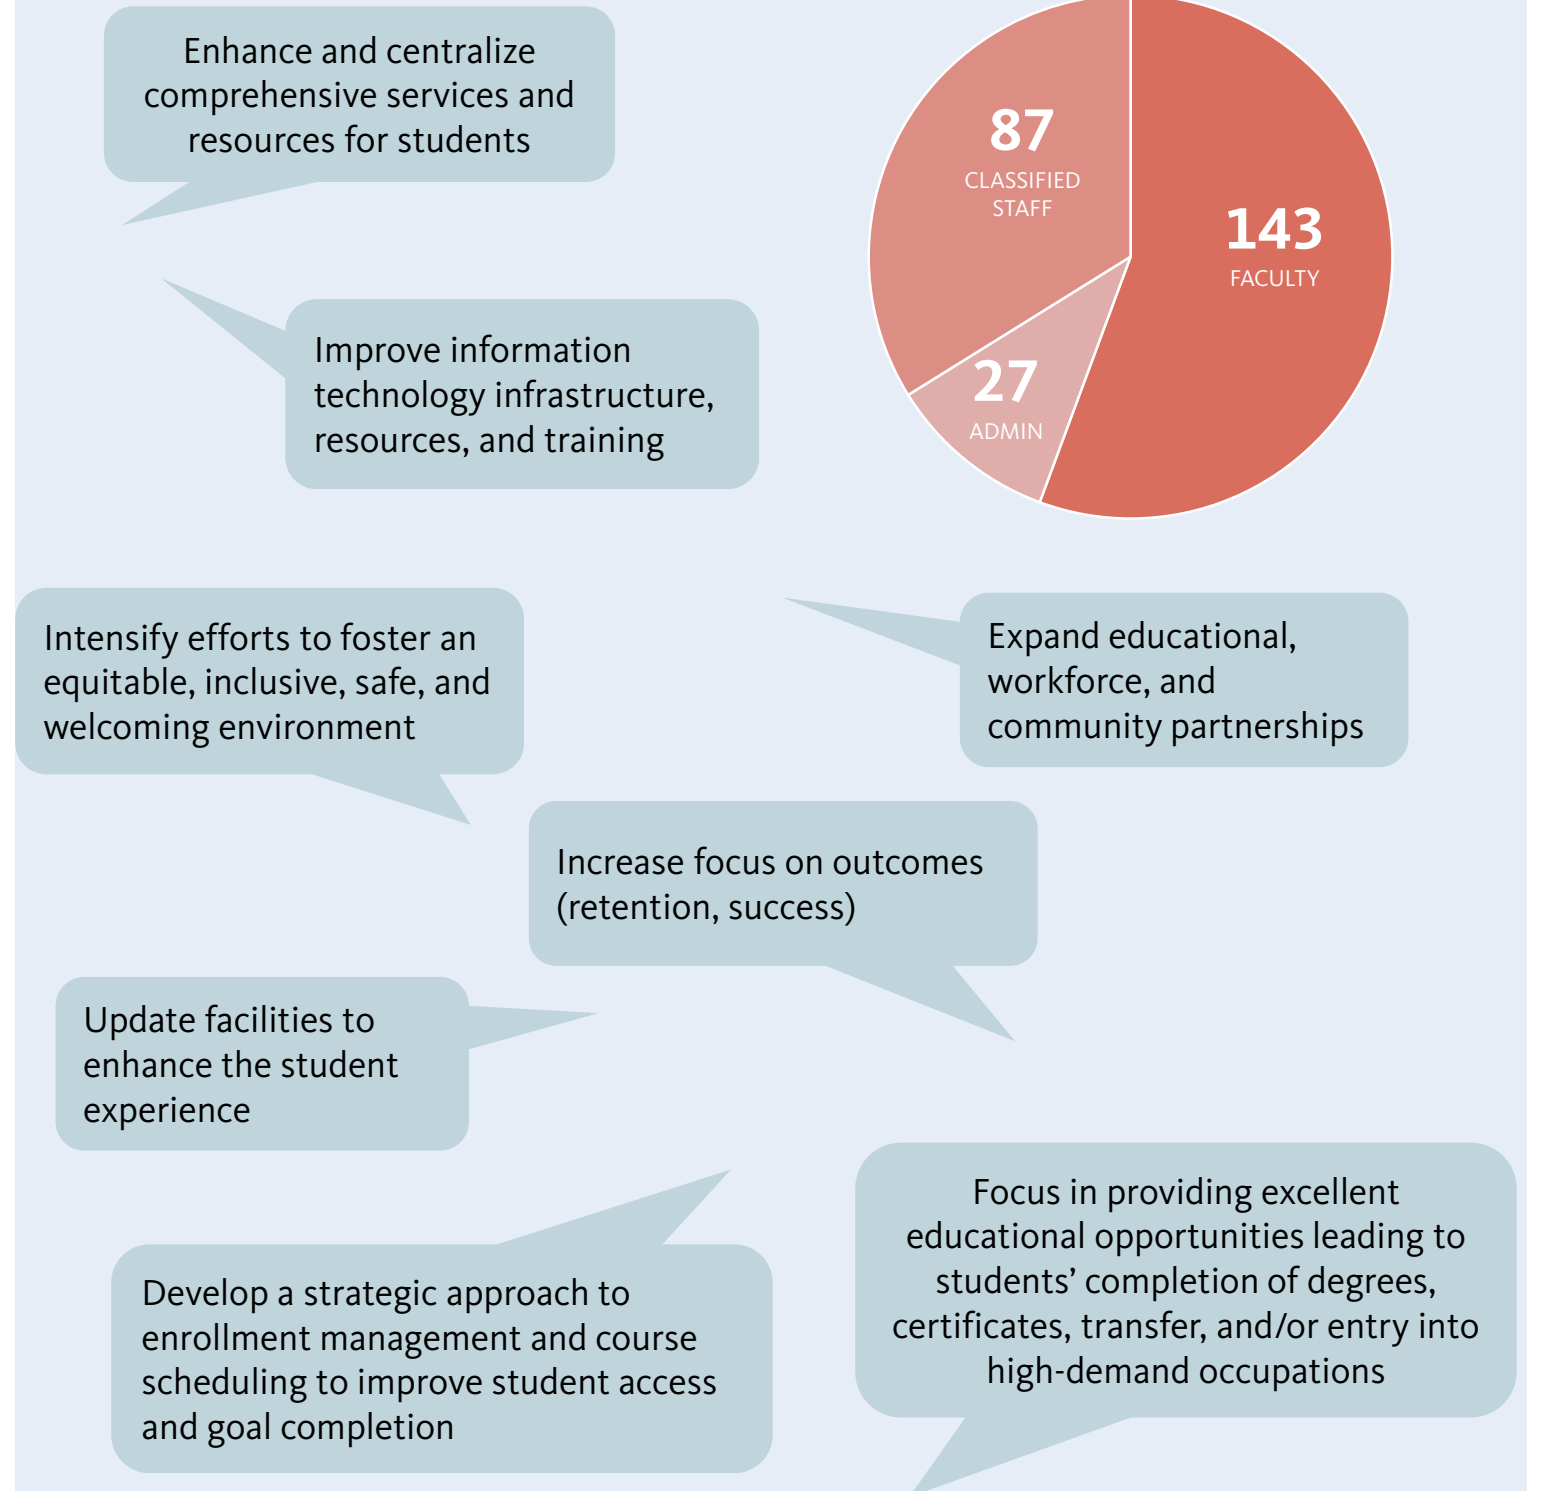 Enhance and centralize
comprehensive services and
resources for students
87
CLASSIFIED
STAFF
143
FACULTY
27
ADMIN
Improve information
technology infrastructure,
resources, and training
Intensify efforts to foster an
equitable, inclusive, safe, and
welcoming environment
Expand educational,
workforce, and
community partnerships
Increase focus on outcomes
(retention, success)
Update facilities to
enhance the student
experience
Focus in providing excellent
educational opportunities leading to
students’ completion of degrees,
certificates, transfer, and/or entry into
high-demand occupations
Develop a strategic approach to
enrollment management and course
scheduling to improve student access
and goal completion